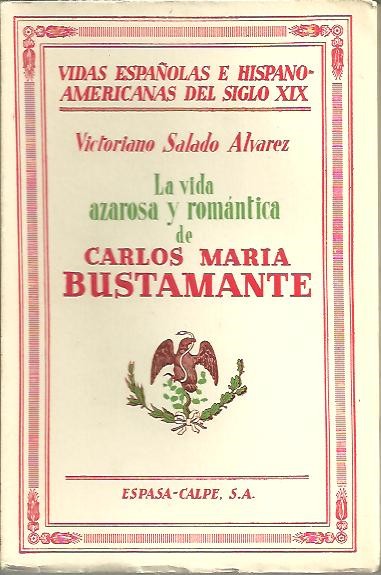 VIDAS ESPAÑOLAS E HISPANO-
AMERICANAS DEL SIGLO XIX
Victoriano Salado Alvarez
La vida
azarosa y romántica
de
CARLOS MARIA
BUSTAMANTE
ESPASA-CALPE, S.A.